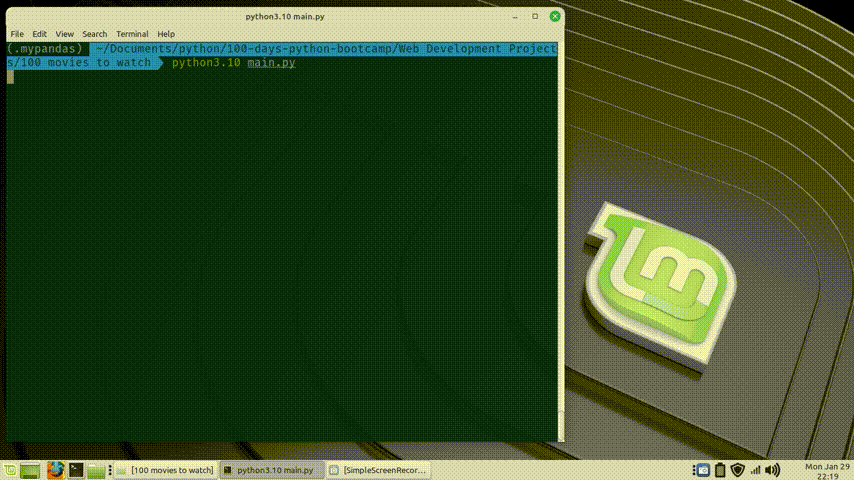 python3.10 main.py
File Edit View Search Terminal Help
(.mypandas) ~/Documents/python/100-days-python-bootcamp/Web Development Project
s/100 movies to watch python3.10 main.py
[100 movies to watch] python3.10 main.py [SimpleScreenRecor...
Mon Jan 29
22:19